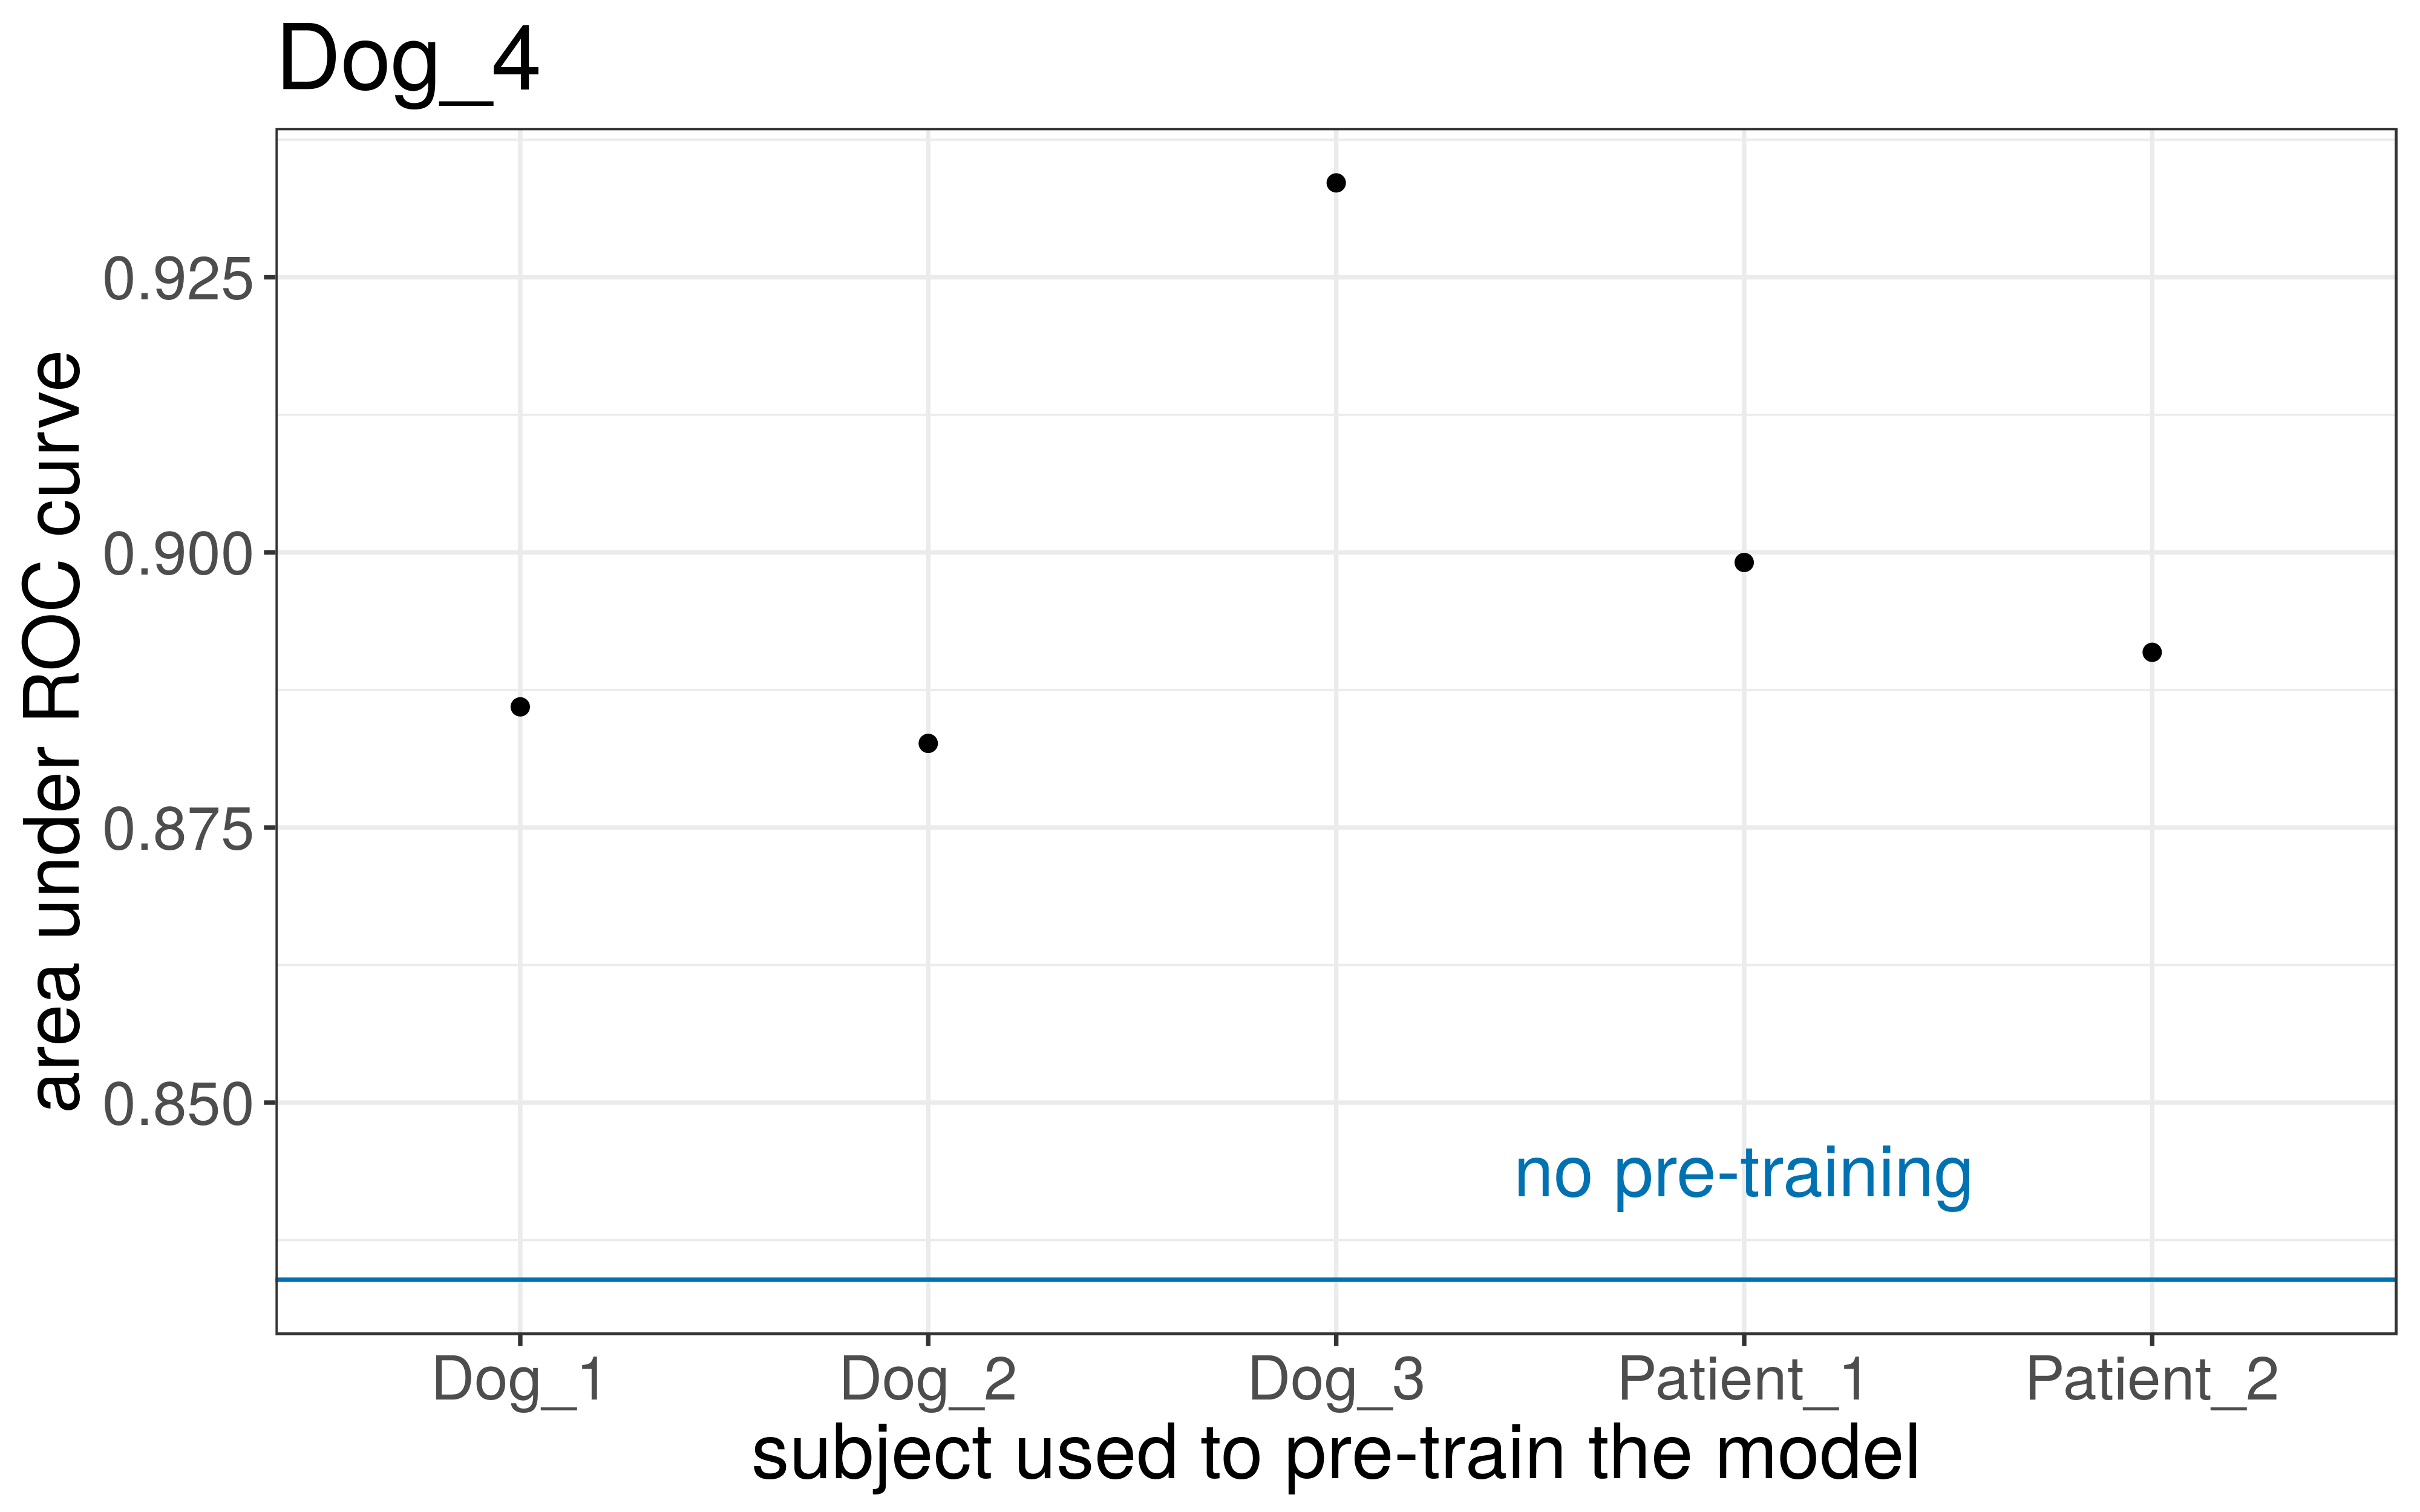 Dog_4
area under ROC curve
0.925
0.900
0.875
0.850
no pre-training
Dog_1 Dog_2 Dog_3 Patient_1 Patient_2
subject used to pre-train the model